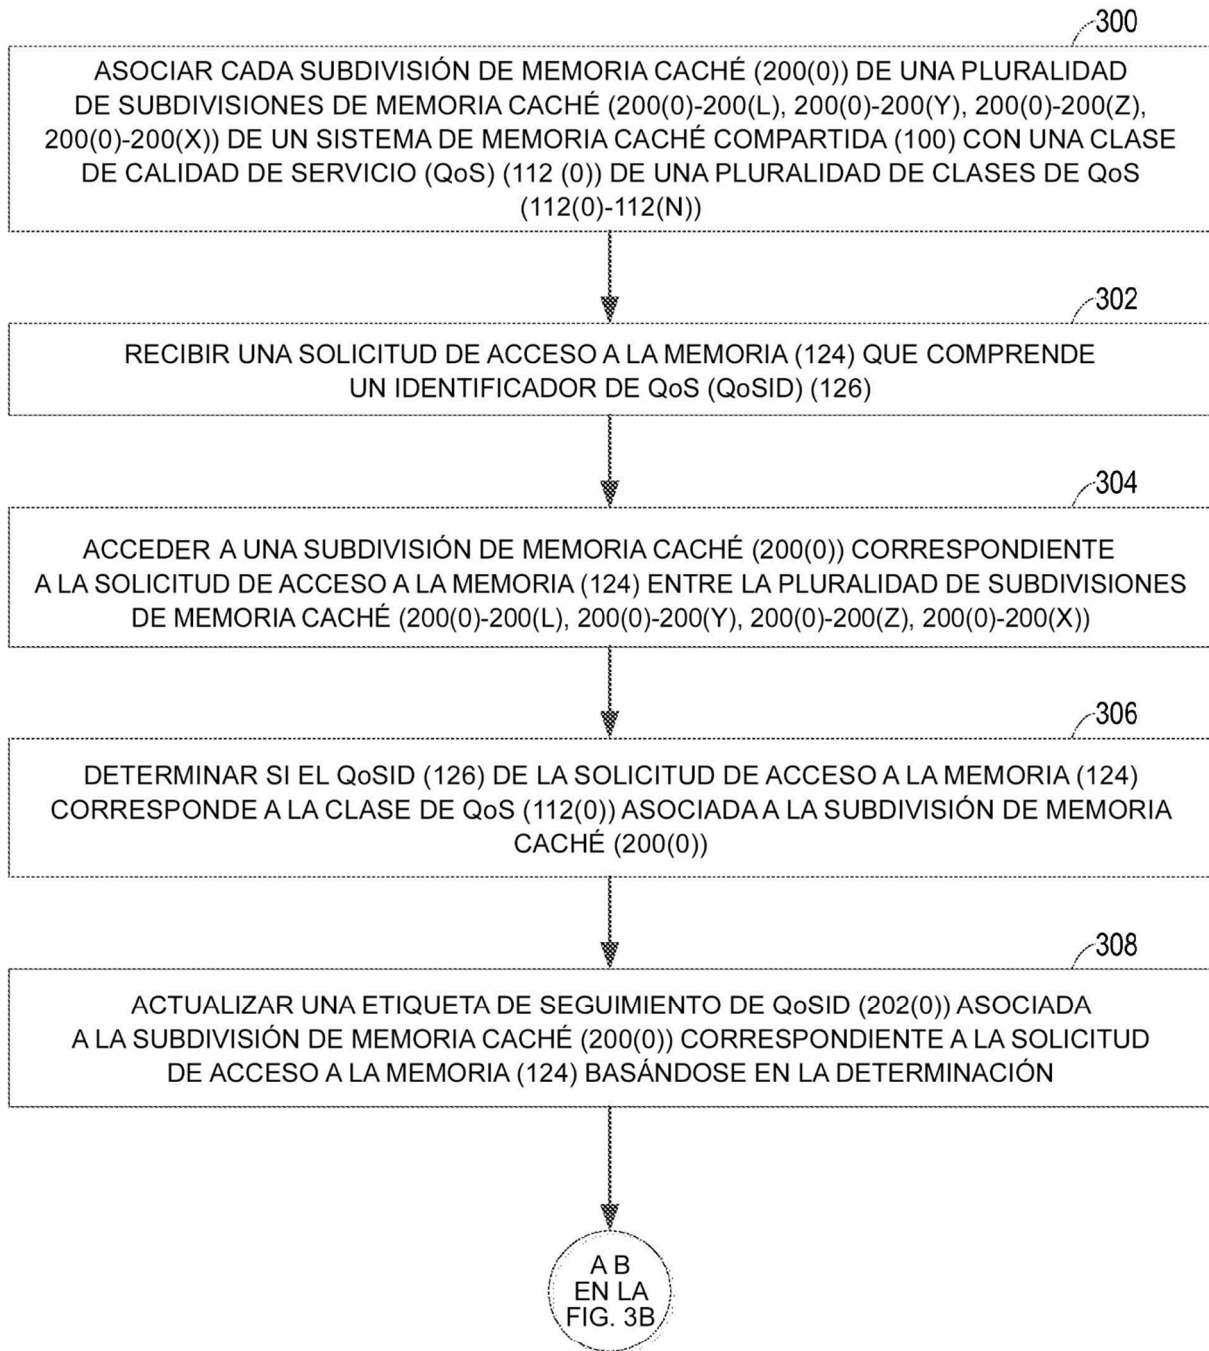 300
ASOCIAR CADA SUBDIVISIÓN DE MEMORIA CACHÉ (200(0)) DE UNA PLURALIDAD
DE SUBDIVISIONES DE MEMORIA CACHÉ (200(0)-200(L), 200(0)-200(Y), 200(0)-200(Z),
200(0)-200(X)) DE UN SISTEMA DE MEMORIA CACHÉ COMPARTIDA (100) CON UNA CLASE
DE CALIDAD DE SERVICIO (QoS) (112 (0)) DE UNA PLURALIDAD DE CLASES DE QoS
(112(0)-112(N))
302
RECIBIR UNA SOLICITUD DE ACCESO A LA MEMORIA (124) QUE COMPRENDE
UN IDENTIFICADOR DE QoS (QoSID) (126)
304
ACCEDER A UNA SUBDIVISIÓN DE MEMORIA CACHÉ (200(0)) CORRESPONDIENTE
A LA SOLICITUD DE ACCESO A LA MEMORIA (124) ENTRE LA PLURALIDAD DE SUBDIVISIONES
DE MEMORIA CACHÉ (200(0)-200(L), 200(0)-200(Y), 200(0)-200(Z), 200(0)-200(X))
306
DETERMINAR SI EL QoSID (126) DE LA SOLICITUD DE ACCESO A LA MEMORIA (124)
CORRESPONDE A LA CLASE DE QoS (112(0)) ASOCIADA A LA SUBDIVISIÓN DE MEMORIA
CACHÉ (200(0))
308
ACTUALIZAR UNA ETIQUETA DE SEGUIMIENTO DE QoSID (202(0)) ASOCIADA
A LA SUBDIVISIÓN DE MEMORIA CACHÉ (200(0)) CORRESPONDIENTE A LA SOLICITUD
DE ACCESO A LA MEMORIA (124) BASÁNDOSE EN LA DETERMINACIÓN
A B
EN LA
FIG. 3B